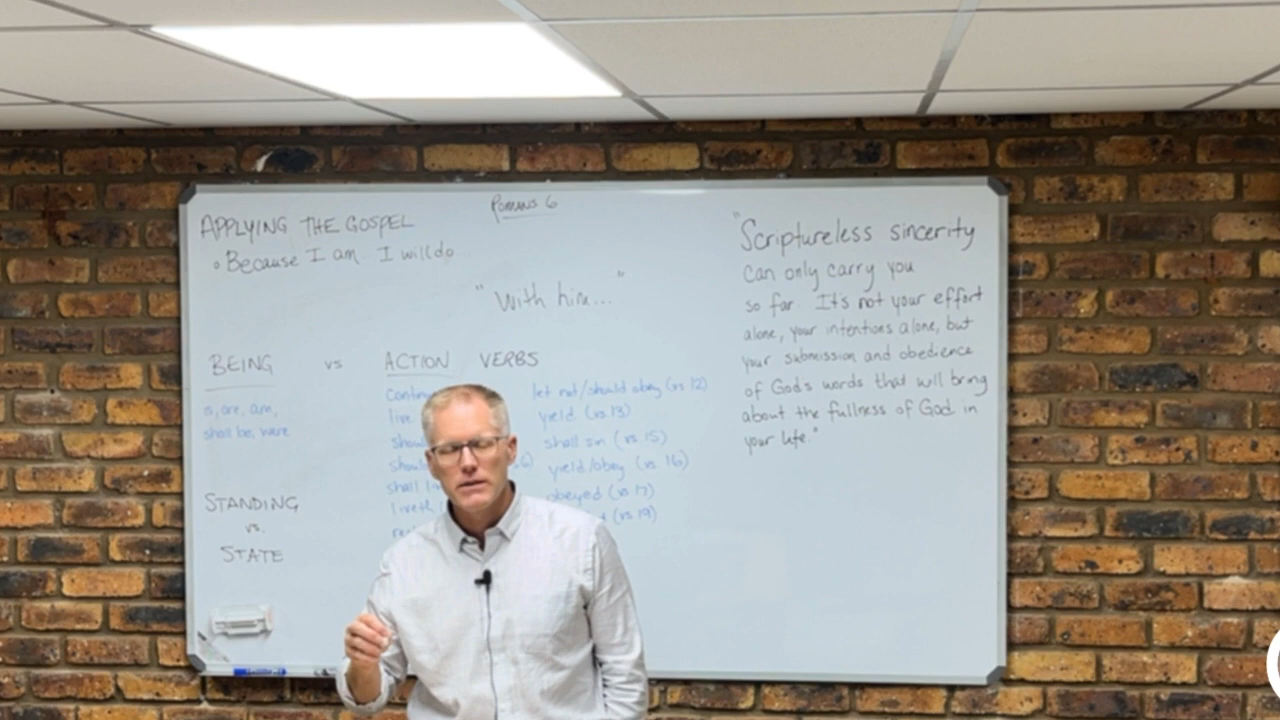 Romans 6
APPLYING THE GOSPEL
• Because I am I will do
"With him..."
BEING vs ACTION VERBS
is, are, am,
shall be, were
live
let not/should obey (vs 12)
yield (vs 13)
shall sin (vs 15)
yield/obey (vs. 16)
obeyed (vs 17)
(vs. 19)
STANDING
vs.
STATE
"Scriptureless sincerity
can only carry you
so far. It's not your effort
alone, your intentions alone, but
your submission and obedience
of Gods words that will bring
about the fullness of God in
your life."